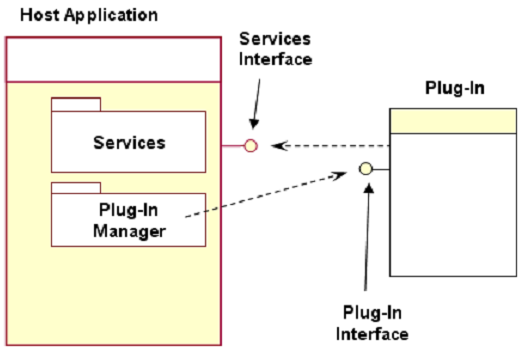 Host Application
Services
Interface
Plug-In
Services
Plug-In
Manager
Plug-In
Interface